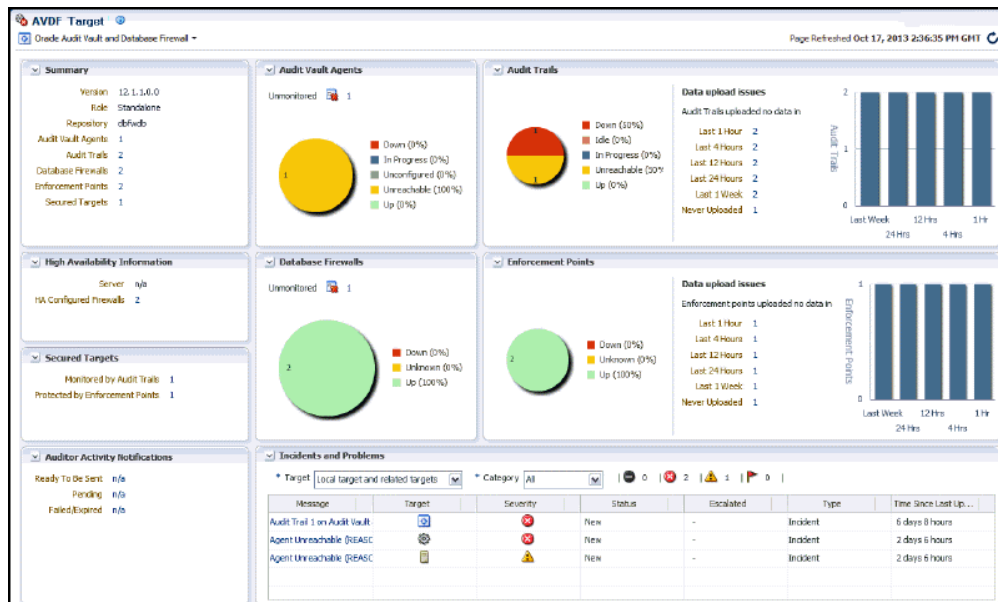 AVDF Target
Oracle Audit Vault and Database Firewall
Page Refreshed Oct 17, 2013 2:36:35 PM GMT
Summary
Version 12.1.1.0.0
Role Standalone
Repository dbfwdb
Audit Vault Agents 1
Audit Trails 2
Database Firewalls 2
Enforcement Points 2
Secured Targets 1
Audit Vault Agents
Unmonitored 1
1
Down (0%)
In Progress (0%)
Unconfigured (0%)
Unreachable (100%)
Up (0%)
Audit Trails
1
1
Down (50%)
Idle (0%)
In Progress (0%)
Unreachable (50%
Up (0%)
Data upload issues
Audit Trails uploaded no data in
Last 1 Hour 2
Last 4 Hours 2
Last 12 Hours 2
Last 24 Hours 2
Last 1 Week 2
Never Uploaded 1
Audit Trails
2
1
0
Last Week 12 Hrs 1 Hr
24 Hrs 4 Hrs
High Availability Information
Server n/a
HA Configured Firewalls 2
Database Firewalls
Unmonitored 1
2
Down (0%)
Unknown (0%)
Up (100%)
Enforcement Points
2
Down (0%)
Unknown (0%)
Up (100%)
Data upload issues
Enforcement points uploaded no data in
Last 1 Hour 1
Last 4 Hours 1
Last 12 Hours 1
Last 24 Hours 1
Last 1 Week 1
Never Uploaded 1
Enforcement Points
1
0
Last Week 12 Hrs 1 Hr
24 Hrs 4 Hrs
Secured Targets
Monitored by Audit Trails 1
Protected by Enforcement Points 1
Auditor Activity Notifications
Ready To Be Sent n/a
Pending n/a
Failed/Expired n/a
Incidents and Problems
* Target Local target and related targets * Category All | 0 | 2 | 1 | 0 |
Message Target Severity Status Escalated Type Time Since Last Up...
Audit Trail 1 on Audit Vault New - Incident 6 days 8 hours
Agent Unreachable (REASC New - Incident 2 days 6 hours
Agent Unreachable (REASC New - Incident 2 days 6 hours